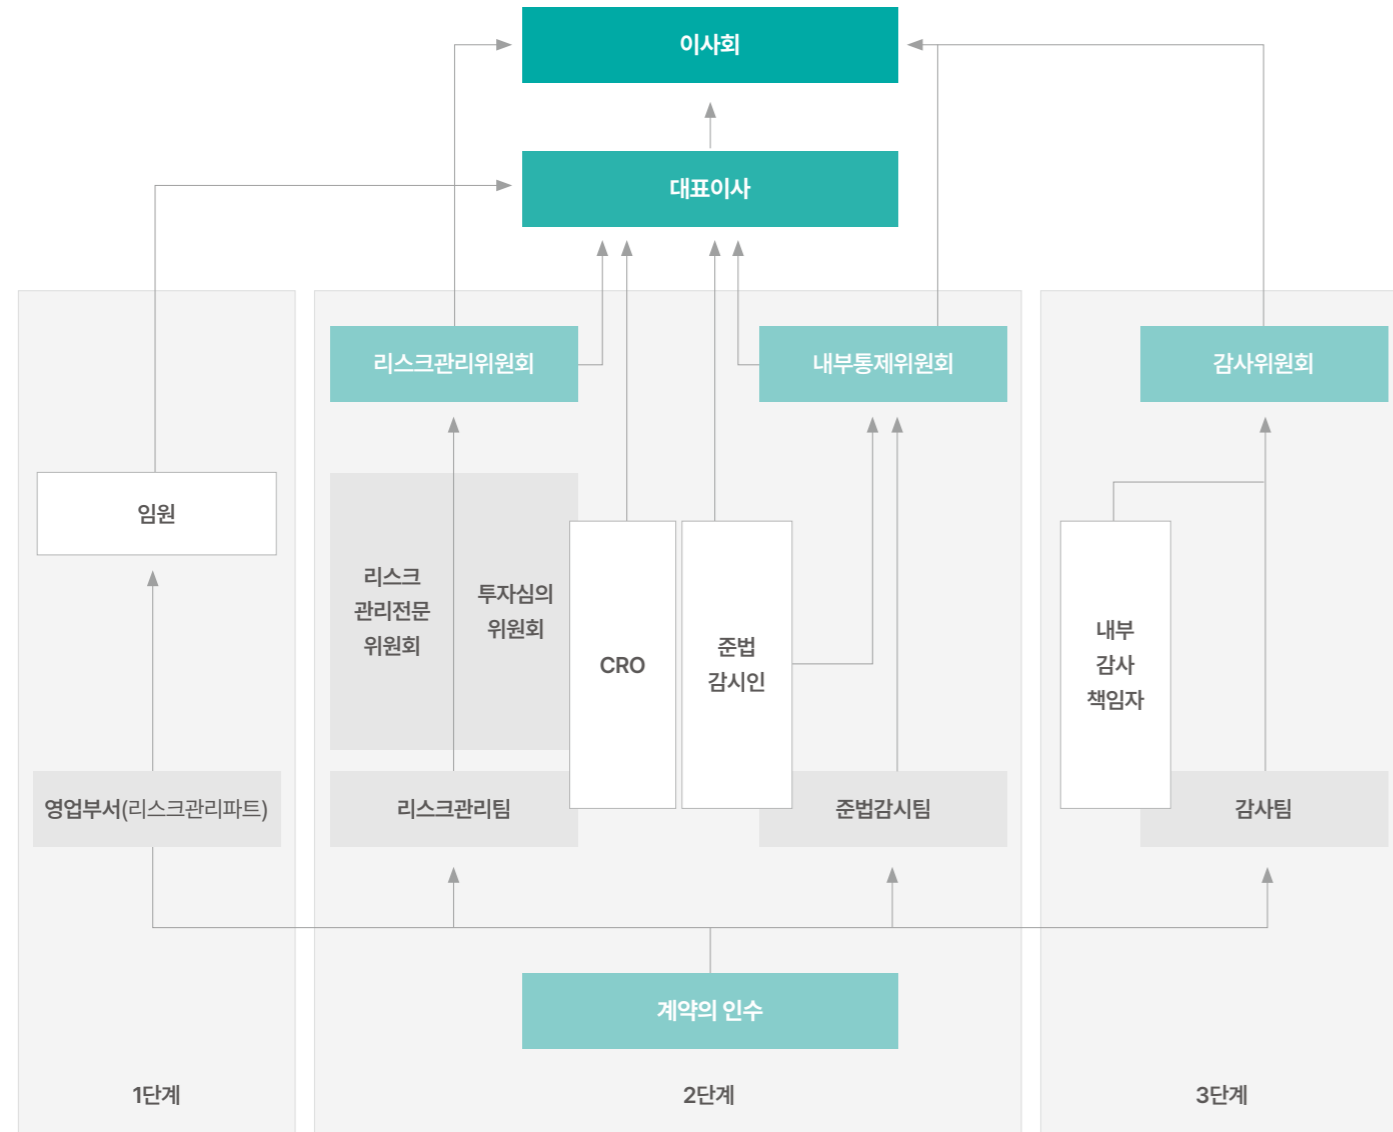 이사회
대표이사
리스크관리위원회
내부통제위원회
감사위원회
임원
리스크
관리전문
위원회
투자심의
위원회
CRO
준법
감시인
내부
감사
책임자
영업부서(리스크관리파트)
리스크관리팀
준법감시팀
감사팀
계약의 인수
1단계
2단계
3단계